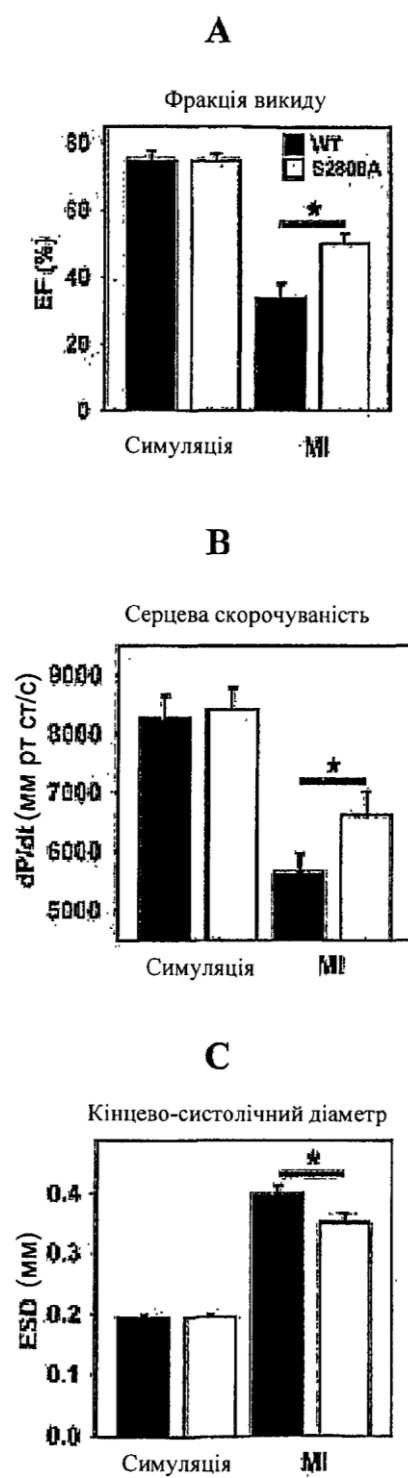 A
Фракція викиду
80
WT
S2808A
60
*
EF (%)
40
20
0
Симуляція MI
B
Серцева скорочуваність
9000
8000
*
dP/dt (мм рт ст/с)
7000
6000
5000
Симуляція MI
C
Кінцево-систолічний діаметр
*
0.4
ESD (мм)
0.3
0.2
0.1
0.0
Симуляція MI